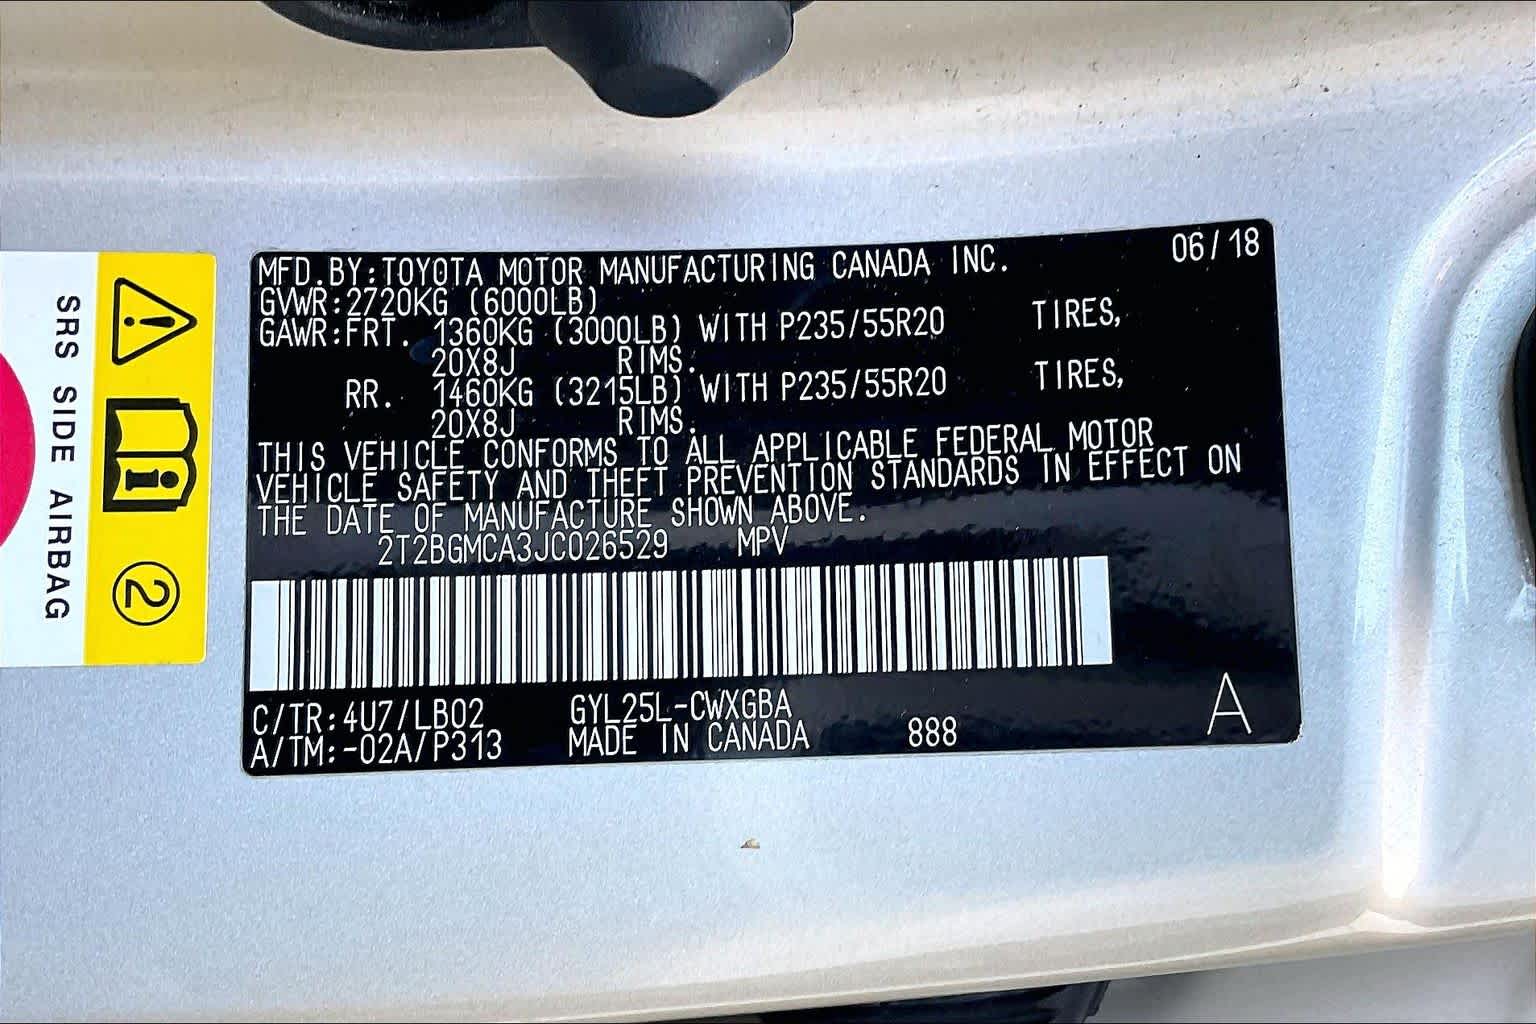 MFD.BY:TOYOTA MOTOR MANUFACTURING CANADA INC. 06/18
GVWR:2720KG (6000LB)
GAWR:FRT. 1360KG (3000LB) WITH P235/55R20 TIRES,
20X8J RIMS.
RR. 1460KG (3215LB) WITH P235/55R20 TIRES,
20X8J RIMS.
THIS VEHICLE CONFORMS TO ALL APPLICABLE FEDERAL MOTOR
VEHICLE SAFETY AND THEFT PREVENTION STANDARDS IN EFFECT ON
THE DATE OF MANUFACTURE SHOWN ABOVE.
2T2BGMCA3JC026529 MPV
C/TR:4U7/LB02 GYL25L-CWXGBA
A/TM:-02A/P313 MADE IN CANADA 888 A
SRS SIDE AIRBAG
2